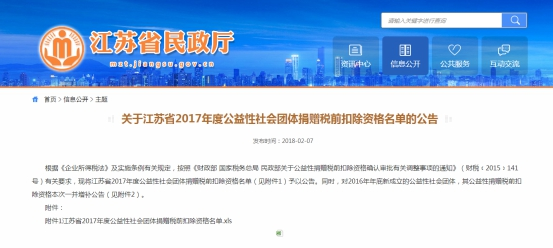 请输入关键字进行查询
江苏省民政厅
mzt.jiangsu.gov.cn
资讯中心
信息公开
公共服务
互动交流
首页 > 信息公开 > 主题
关于江苏省2017年度公益性社会团体捐赠税前扣除资格名单的公告
发布时间：2018-02-07
根据《企业所得税法》及实施条例有关规定，按照《财政部 国家税务总局 民政部关于公益性捐赠税前扣除资格确认审批有关调整事项的通知》（财税﹝2015﹞141
号）有关要求，现将江苏省2017年度公益性社会团体捐赠税前扣除资格名单（见附件1）予以公告。同时，对2016年年底新成立的公益性社会团体，其公益性捐赠税前扣
除资格本次一并增补公告（见附件2）。
附件：
附件1江苏省2017年度公益性社会团体捐赠税前扣除资格名单.xls